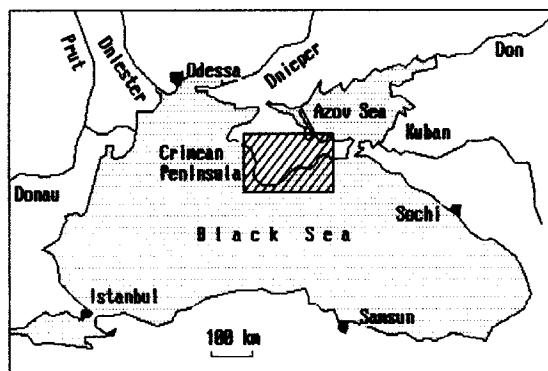 Prut
Dniester
Odessa
Dnieper
Don
Azov Sea
Kuban
Crimean
Peninsula
Donau
Sochi
Black Sea
Istanbul
Samsun
100 km